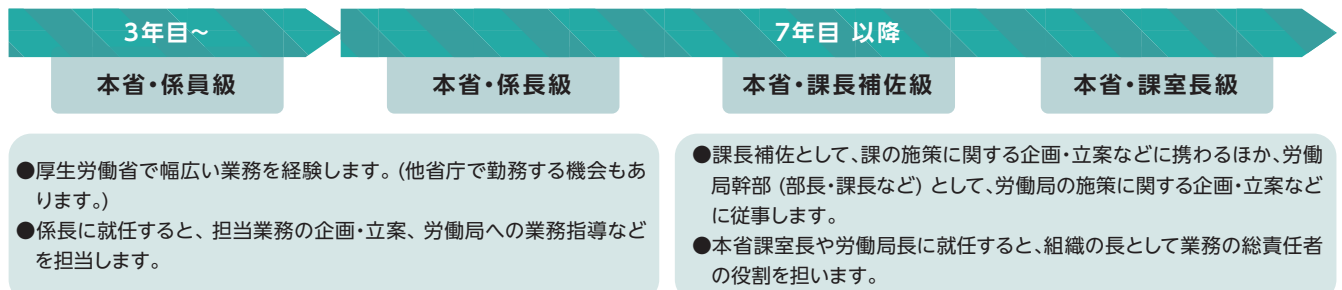 3年目~
7年目 以降
本省・係員級
本省・係長級
本省・課長補佐級
本省・課室長級
●厚生労働省で幅広い業務を経験します。(他省庁で勤務する機会もあ
ります。)
●係長に就任すると、担当業務の企画・立案、労働局への業務指導など
を担当します。
●課長補佐として、課の施策に関する企画・立案などに携わるほか、労働
局幹部 (部長・課長など) として、労働局の施策に関する企画・立案など
に従事します。
●本省課室長や労働局長に就任すると、組織の長として業務の総責任者
の役割を担います。